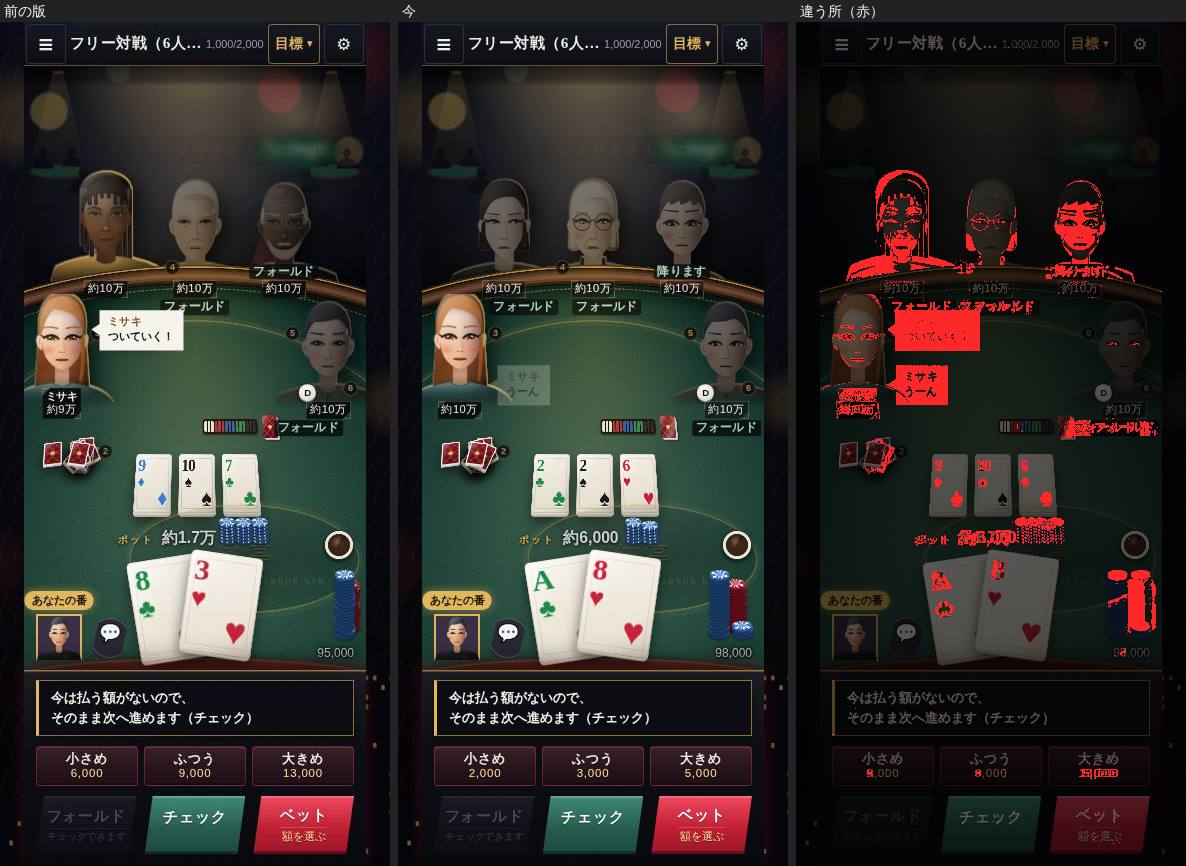 前の版
フリー対戦（6人… 1,000/2,000 目標▾
フォールド
4
約10万 約10万 約10万
フォールド
ミサキ
ついていく！
5
D
6
ミサキ
約9万
約10万
フォールド
2
9 10 7
ポット 約1.7万
8 3
あなたの番
95,000
今は払う額がないので、
そのまま次へ進めます（チェック）
小さめ ふつう 大きめ
6,000 9,000 13,000
フォールド チェック ベット
チェックできます 額を選ぶ
今
フリー対戦（6人… 1,000/2,000 目標▾
降ります
4
約10万 約10万 約10万
フォールド フォールド
3
5
ミサキ
うーん
D
6
約10万
約10万
フォールド
2
2 2 6
ポット 約6,000
A 8
あなたの番
98,000
今は払う額がないので、
そのまま次へ進めます（チェック）
小さめ ふつう 大きめ
2,000 3,000 5,000
フォールド チェック ベット
チェックできます 額を選ぶ
違う所（赤）
フリー対戦（6人… 1,000/2,000 目標▾
約10万
5
ミサキ
うーん
D
6
約10万
2
あなたの番
今は払う額がないので、
そのまま次へ進めます（チェック）
小さめ ふつう 大きめ
フォールド チェック ベット
チェックできます 額を選ぶ